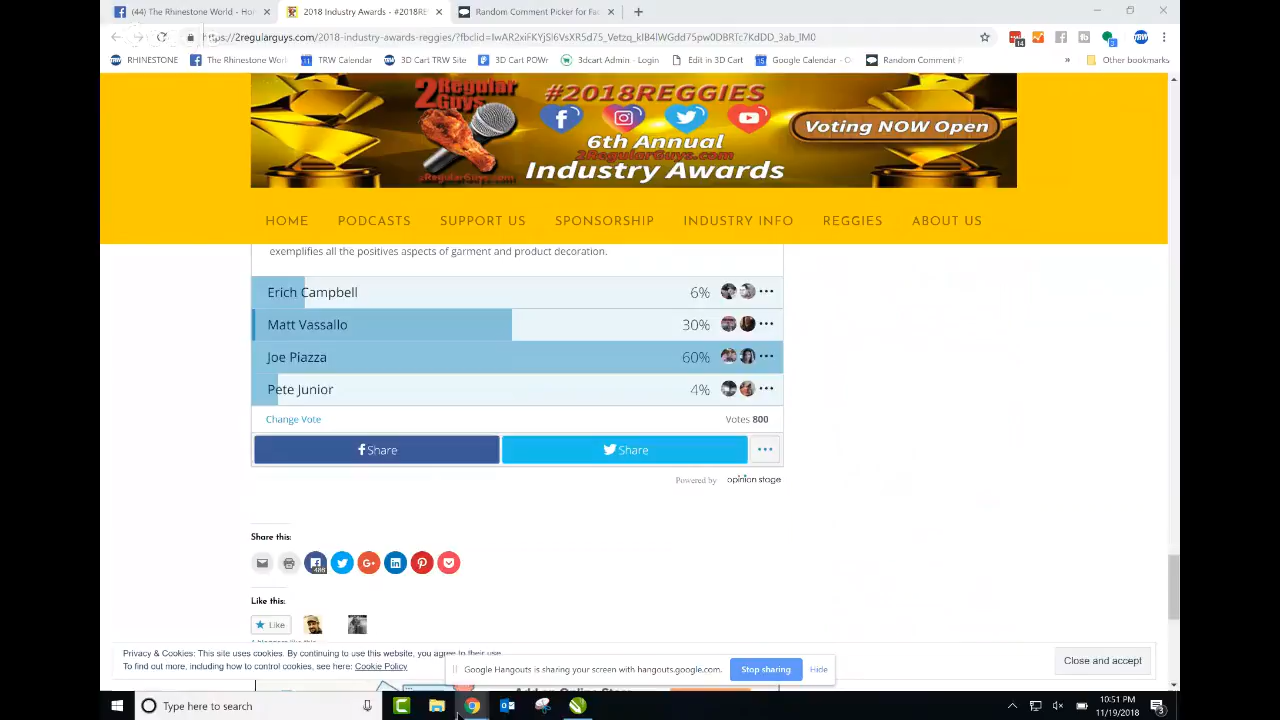 (44) The Rhinestone World - Ho
2018 Industry Awards - #2018RE
Random Comment Picker for Fac
https://2regularguys.com/2018-industry-awards-reggies/?fbclid=
14
3
RHINESTONE
The Rhinestone Wor
TRW Calendar
3D Cart TRW Site
3D Cart POWr
3dcart Admin - Login
Edit in 3D Cart
Google Calendar - O
Random Comment P
»
Other bookmarks
2 Regular Guys
2RegularGuys.com
#2018REGGIES
6th Annual
2RegularGuys.com
Industry Awards
Voting NOW Open
HOME
PODCASTS
SUPPORT US
SPONSORSHIP
INDUSTRY INFO
REGGIES
ABOUT US
exemplifies all the positives aspects of garment and product decoration.
Erich Campbell 6%
Matt Vassallo 30%
Joe Piazza 60%
Pete Junior 4%
Change Vote Votes 800
Share
Share
Powered by opinion stage
Share this:
Like this:
Like
Privacy & Cookies: This site uses cookies. By continuing to use this website, you agree to their use.
To find out more, including how to control cookies, see here: Cookie Policy
Close and accept
Google Hangouts is sharing your screen with hangouts.google.com.
Stop sharing
Hide
Type here to search
10:51 PM
11/19/2018
3